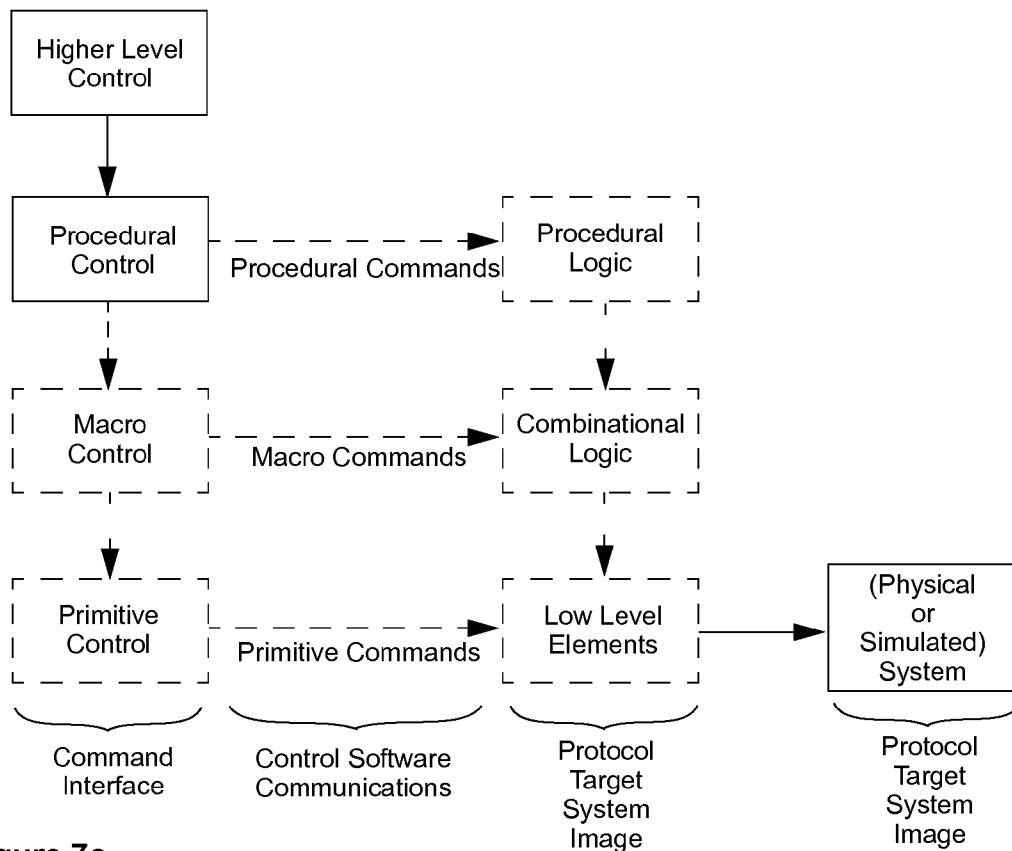 Higher Level
Control
Procedural
Control
Procedural Commands
Procedural
Logic
Macro
Control
Macro Commands
Combinational
Logic
Primitive
Control
Primitive Commands
Low Level
Elements
(Physical
or
Simulated)
System
Command
Interface
Control Software
Communications
Protocol
Target
System
Image
Protocol
Target
System
Image